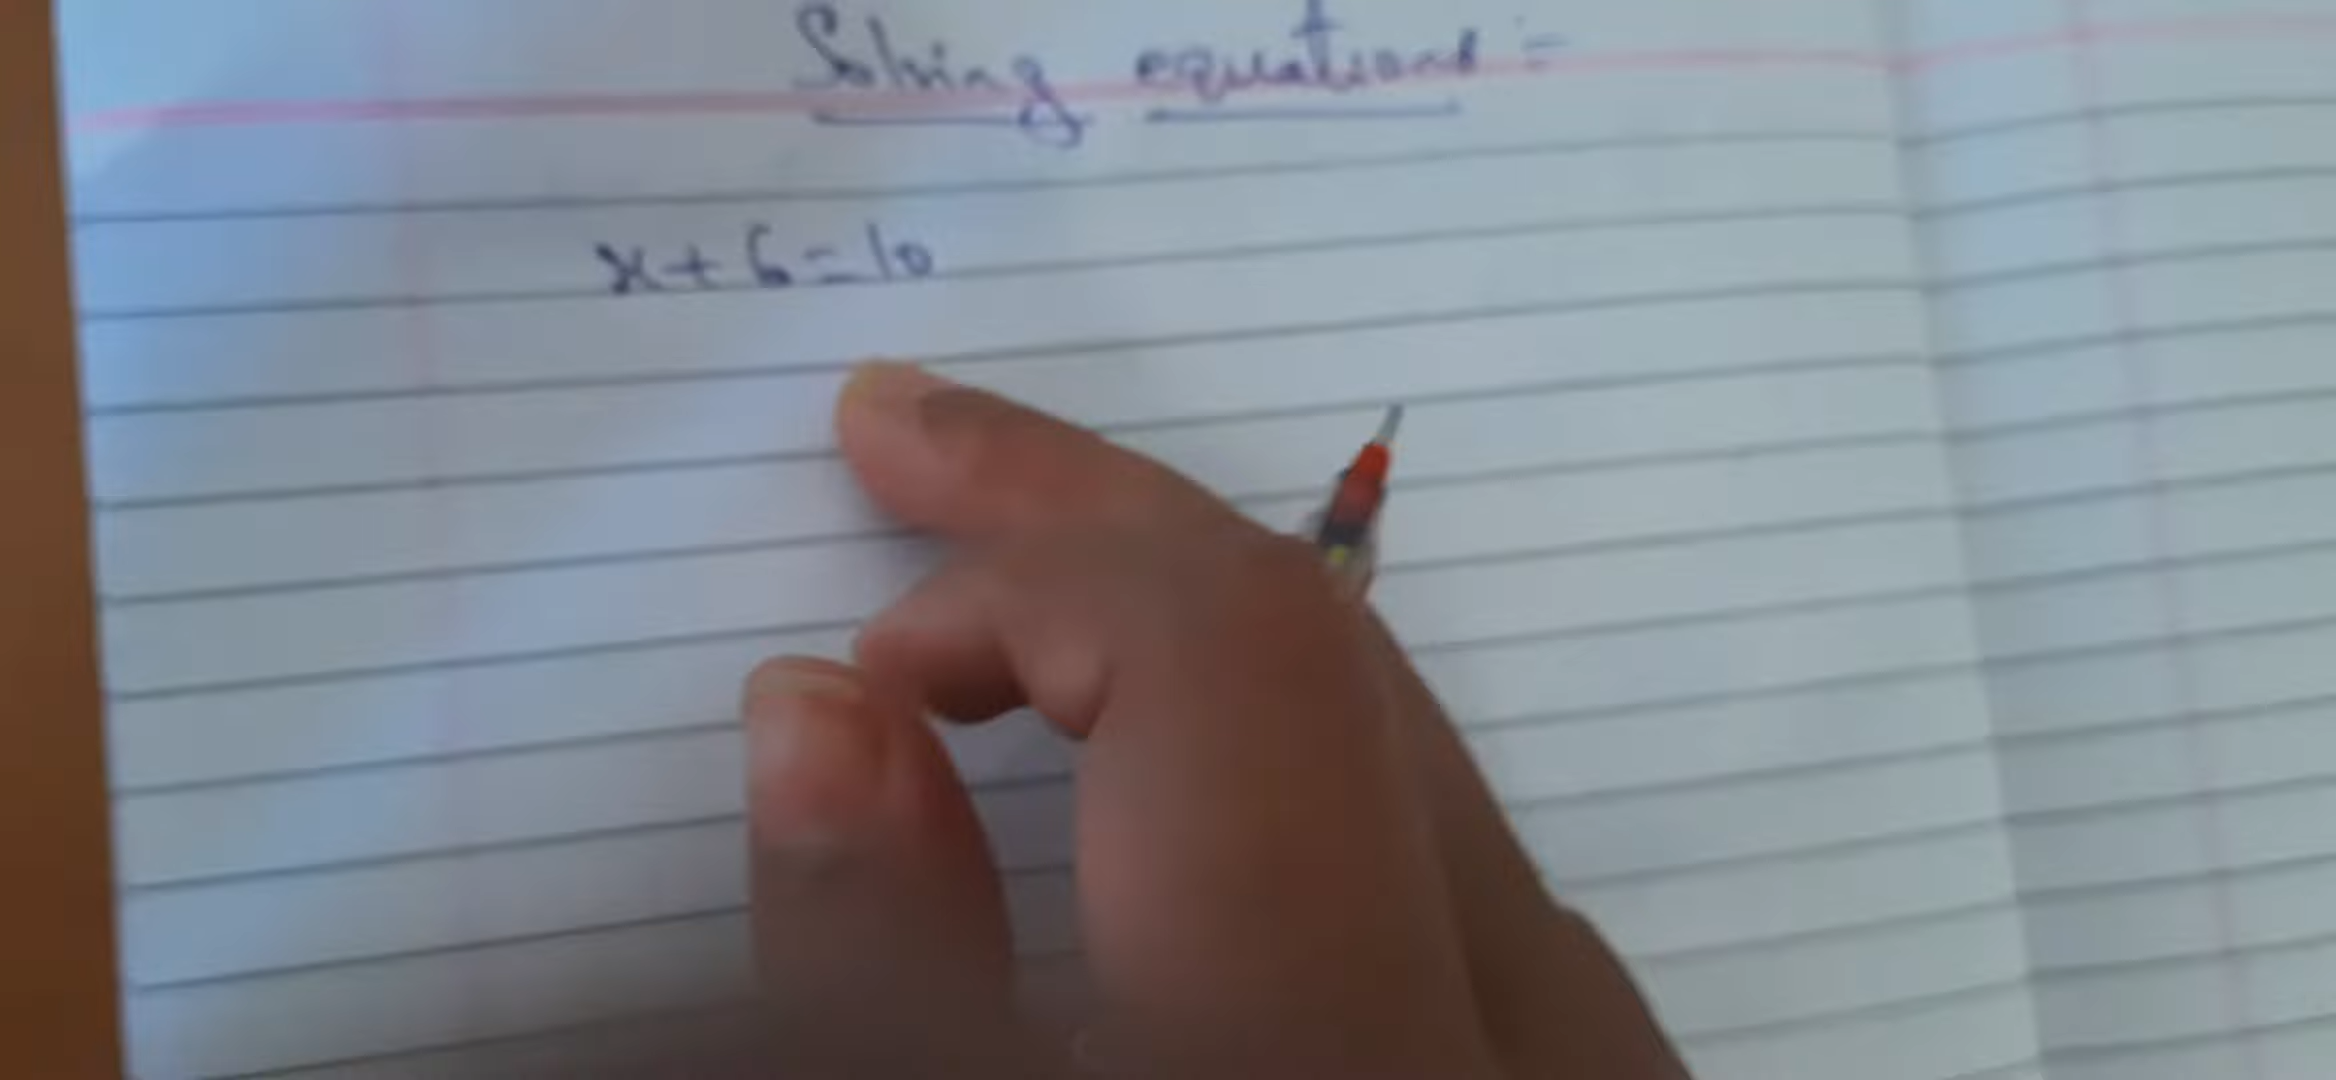 Solving equations :-
x + 6 = 10